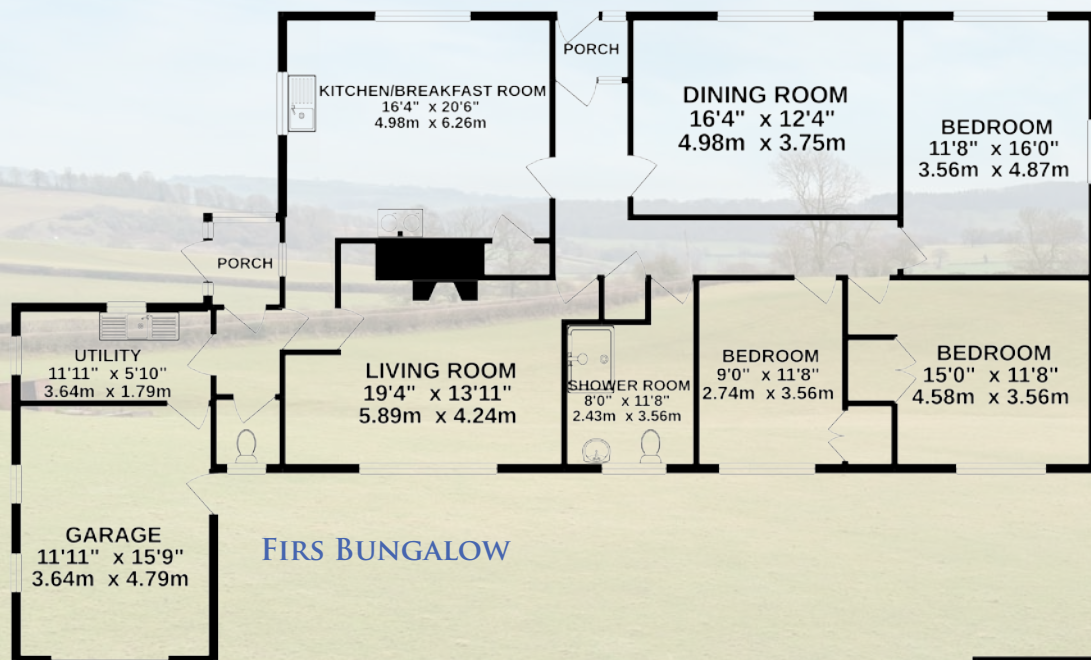 PORCH
KITCHEN/BREAKFAST ROOM
16'4" x 20'6"
4.98m x 6.26m
DINING ROOM
16'4" x 12'4"
4.98m x 3.75m
BEDROOM
11'8" x 16'0"
3.56m x 4.87m
PORCH
UTILITY
11'11" x 5'10"
3.64m x 1.79m
LIVING ROOM
19'4" x 13'11"
5.89m x 4.24m
SHOWER ROOM
8'0" x 11'8"
2.43m x 3.56m
BEDROOM
9'0" x 11'8"
2.74m x 3.56m
BEDROOM
15'0" x 11'8"
4.58m x 3.56m
GARAGE
11'11" x 15'9"
3.64m x 4.79m
FIRS BUNGALOW